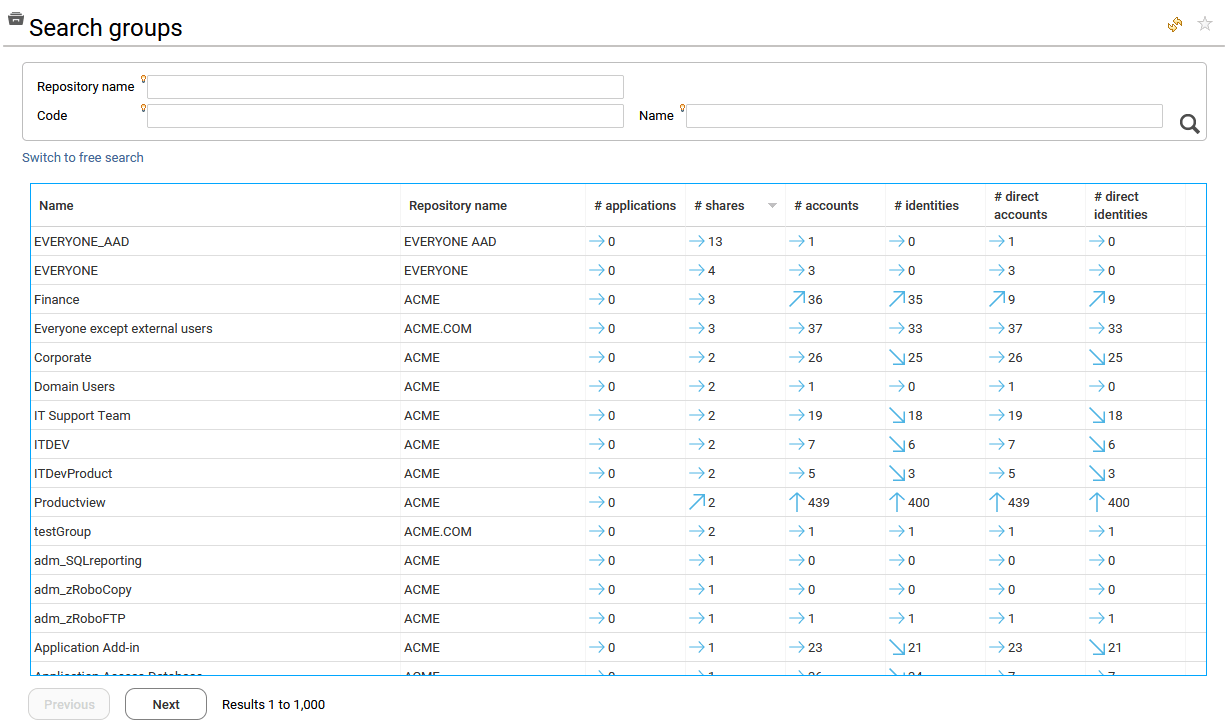 Search groups
Repository name
Code Name
Switch to free search
Name Repository name # applications # shares # accounts # identities # direct accounts # direct identities
EVERYONE_AAD EVERYONE AAD 0 13 1 0 1 0
EVERYONE EVERYONE 0 4 3 0 3 0
Finance ACME 0 3 36 35 9 9
Everyone except external users ACME.COM 0 3 37 33 37 33
Corporate ACME 0 2 26 25 26 25
Domain Users ACME 0 2 1 0 1 0
IT Support Team ACME 0 2 19 18 19 18
ITDEV ACME 0 2 7 6 7 6
ITDevProduct ACME 0 2 5 3 5 3
Productview ACME 0 2 439 400 439 400
testGroup ACME.COM 0 2 1 1 1 1
adm_SQLreporting ACME 0 1 0 0 0 0
adm_zRoboCopy ACME 0 1 0 0 0 0
adm_zRoboFTP ACME 0 1 1 1 1 1
Application Add-in ACME 0 1 23 21 23 21
Application Access Database ACME 0 1
Previous Next Results 1 to 1,000